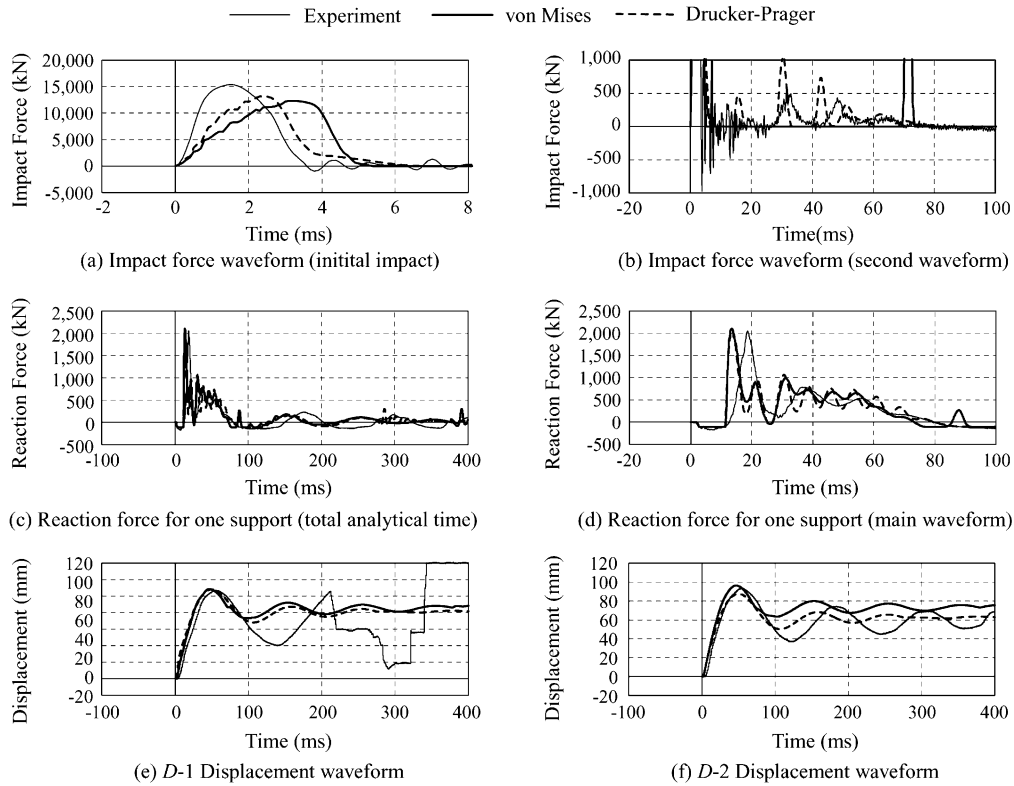 Experiment von Mises Drucker-Prager
Impact Force (kN)
20,000
15,000
10,000
5,000
0
-5,000
-2 0 2 4 6 8
Time (ms)
(a) Impact force waveform (initital impact)
Impact Force (kN)
1,000
500
0
-500
-1,000
-20 0 20 40 60 80 100
Time(ms)
(b) Impact force waveform (second waveform)
Reaction Force (kN)
2,500
2,000
1,500
1,000
500
0
-500
-100 0 100 200 300 400
Time (ms)
(c) Reaction force for one support (total analytical time)
Reaction Force (kN)
2,500
2,000
1,500
1,000
500
0
-500
-20 0 20 40 60 80 100
Time (ms)
(d) Reaction force for one support (main waveform)
Displacement (mm)
120
100
80
60
40
20
0
-20
-100 0 100 200 300 400
Time (ms)
(e) D-1 Displacement waveform
Displacement (mm)
120
100
80
60
40
20
0
-20
-100 0 100 200 300 400
Time (ms)
(f) D-2 Displacement waveform